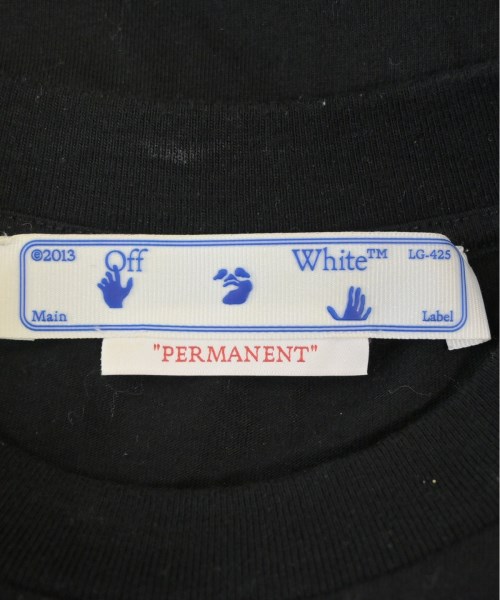 ©2013 Off White™ LG-425
Main Label
"PERMANENT"